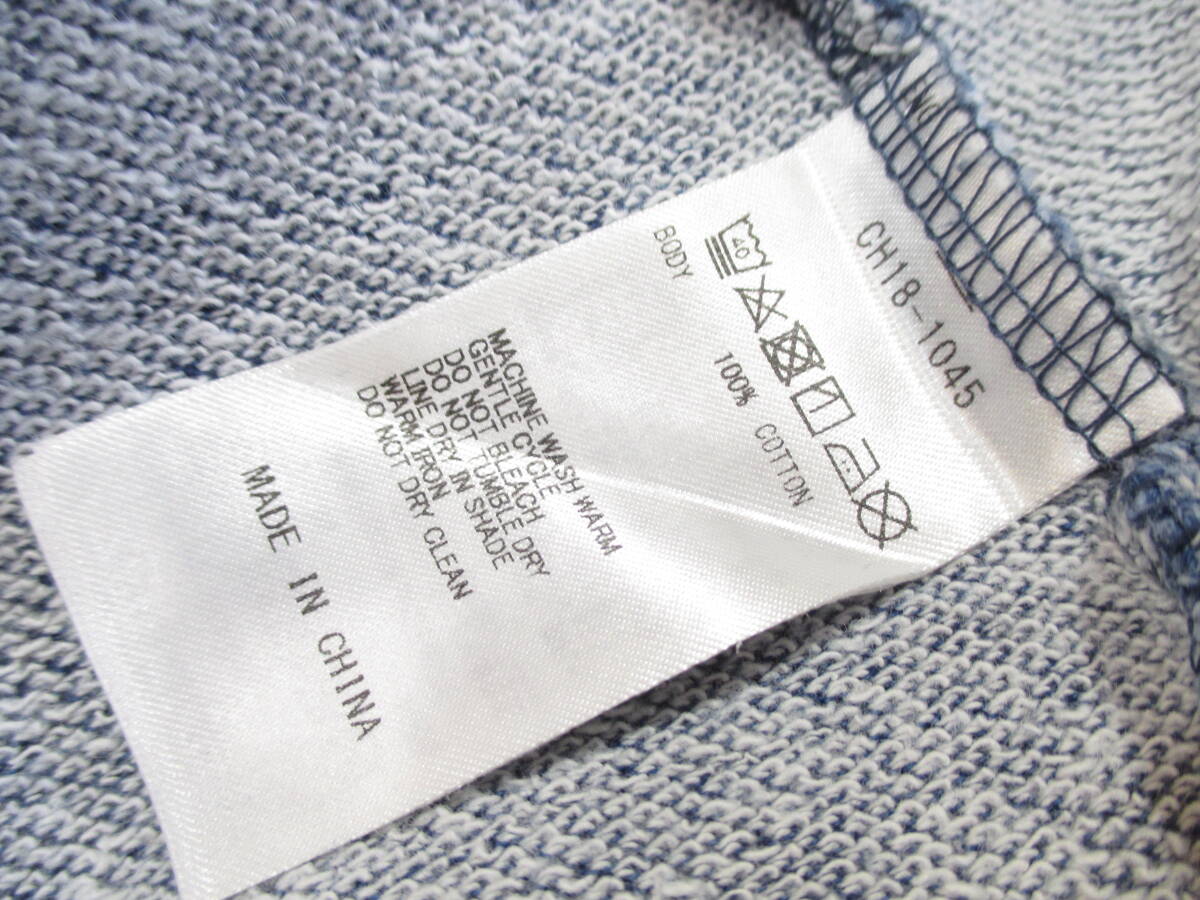 CH18-1045
40
BODY 100% COTTON
MACHINE WASH WARM
GENTLE CYCLE
DO NOT BLEACH
DO NOT TUMBLE DRY
LINE DRY IN SHADE
WARM IRON
DO NOT DRY CLEAN
MADE IN CHINA